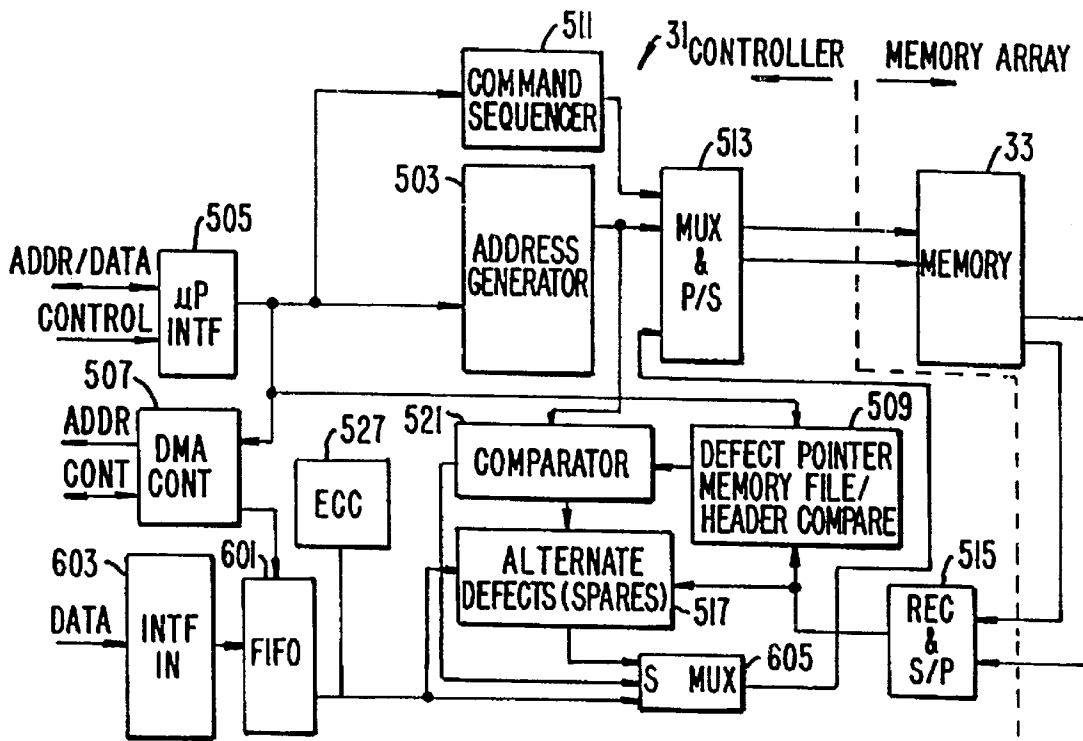 511
31 CONTROLLER
MEMORY ARRAY
COMMAND
SEQUENCER
513
33
503
505
MUX
&
P/S
ADDRESS
GENERATOR
MEMORY
ADDR/DATA
CONTROL
µP
INTF
507
ADDR
CONT
DMA
CONT
527
ECC
521
COMPARATOR
509
DEFECT POINTER
MEMORY FILE/
HEADER COMPARE
603
601
ALTERNATE
DEFECTS (SPARES)
517
515
REC
&
S/P
DATA
INTF
IN
FIFO
S MUX
605